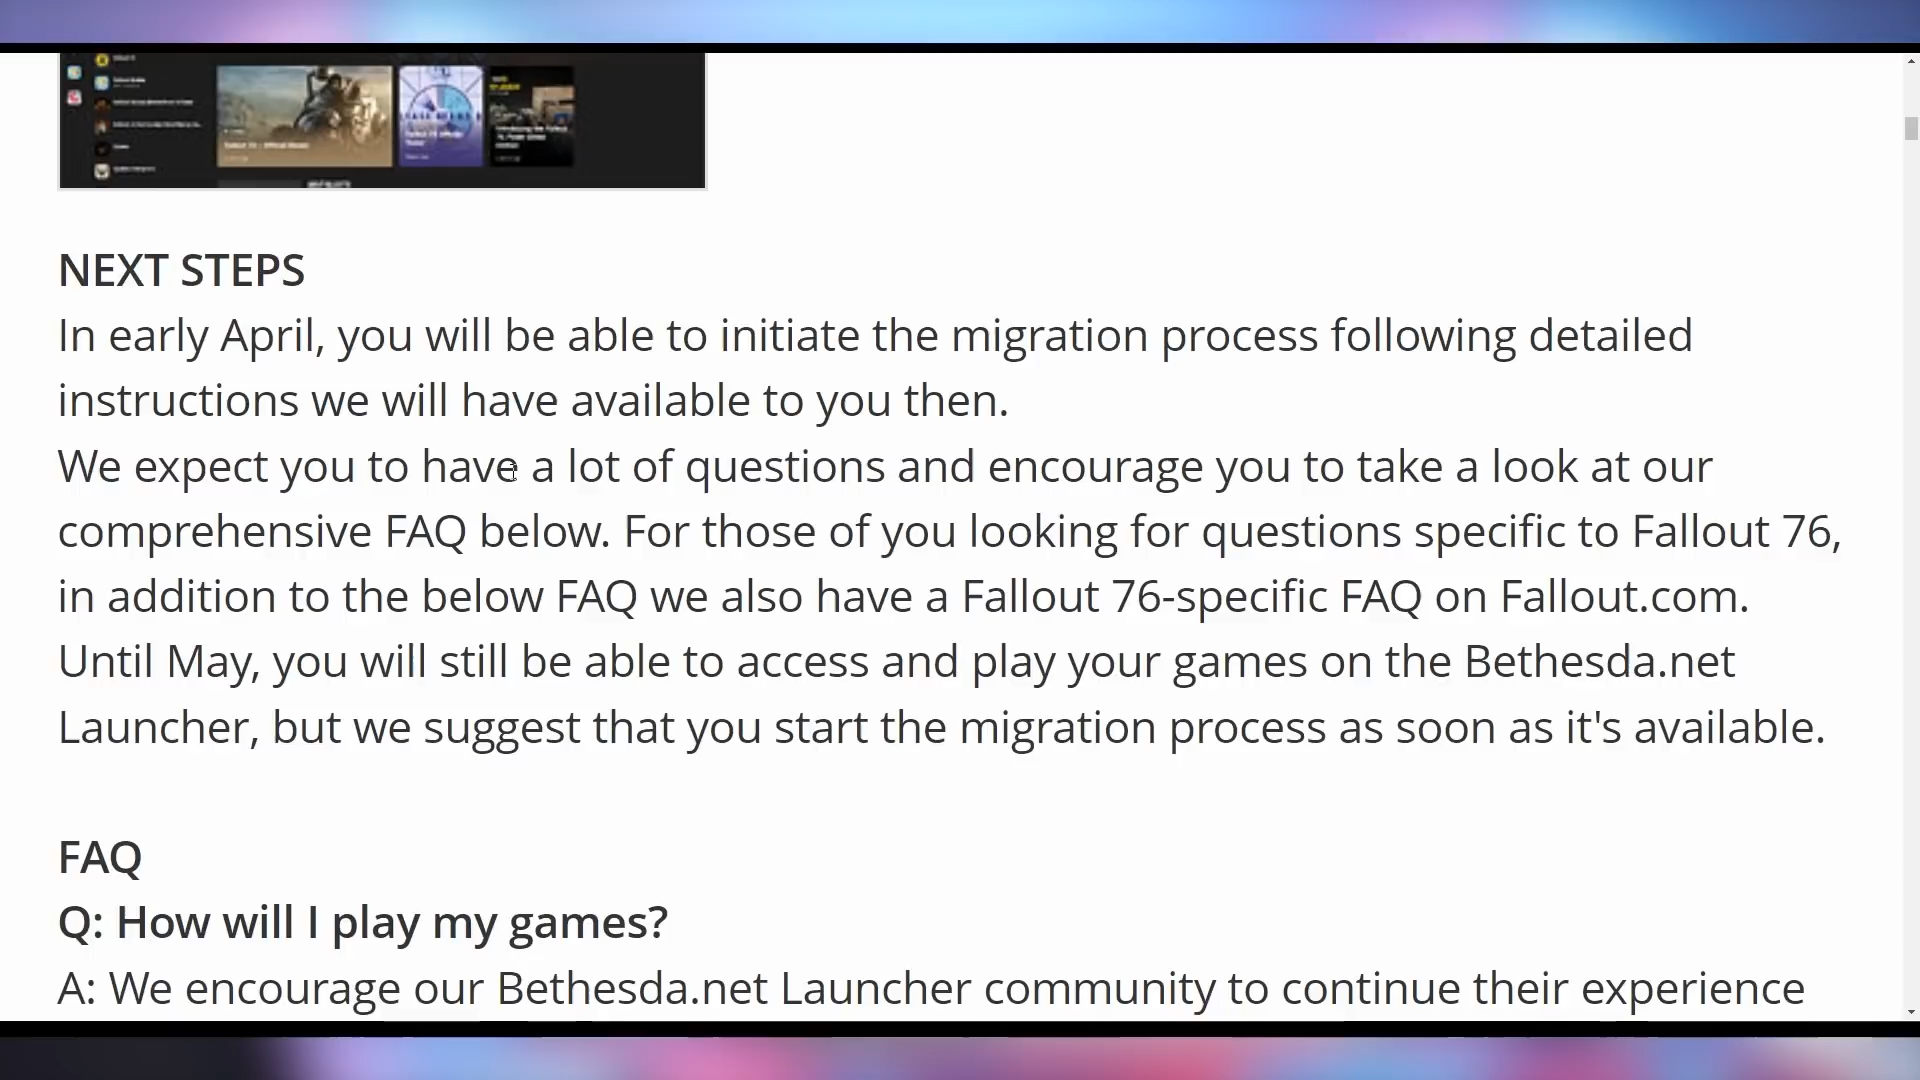 NEXT STEPS
In early April, you will be able to initiate the migration process following detailed
instructions we will have available to you then.
We expect you to have a lot of questions and encourage you to take a look at our
comprehensive FAQ below. For those of you looking for questions specific to Fallout 76,
in addition to the below FAQ we also have a Fallout 76-specific FAQ on Fallout.com.
Until May, you will still be able to access and play your games on the Bethesda.net
Launcher, but we suggest that you start the migration process as soon as it's available.
FAQ
Q: How will I play my games?
A: We encourage our Bethesda.net Launcher community to continue their experience